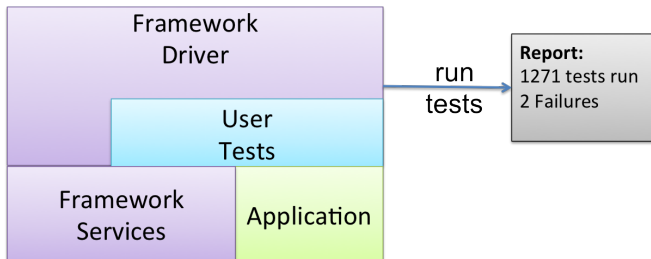 Framework
Driver
User
Tests
Framework
Services
Application
run
tests
Report:
1271 tests run
2 Failures